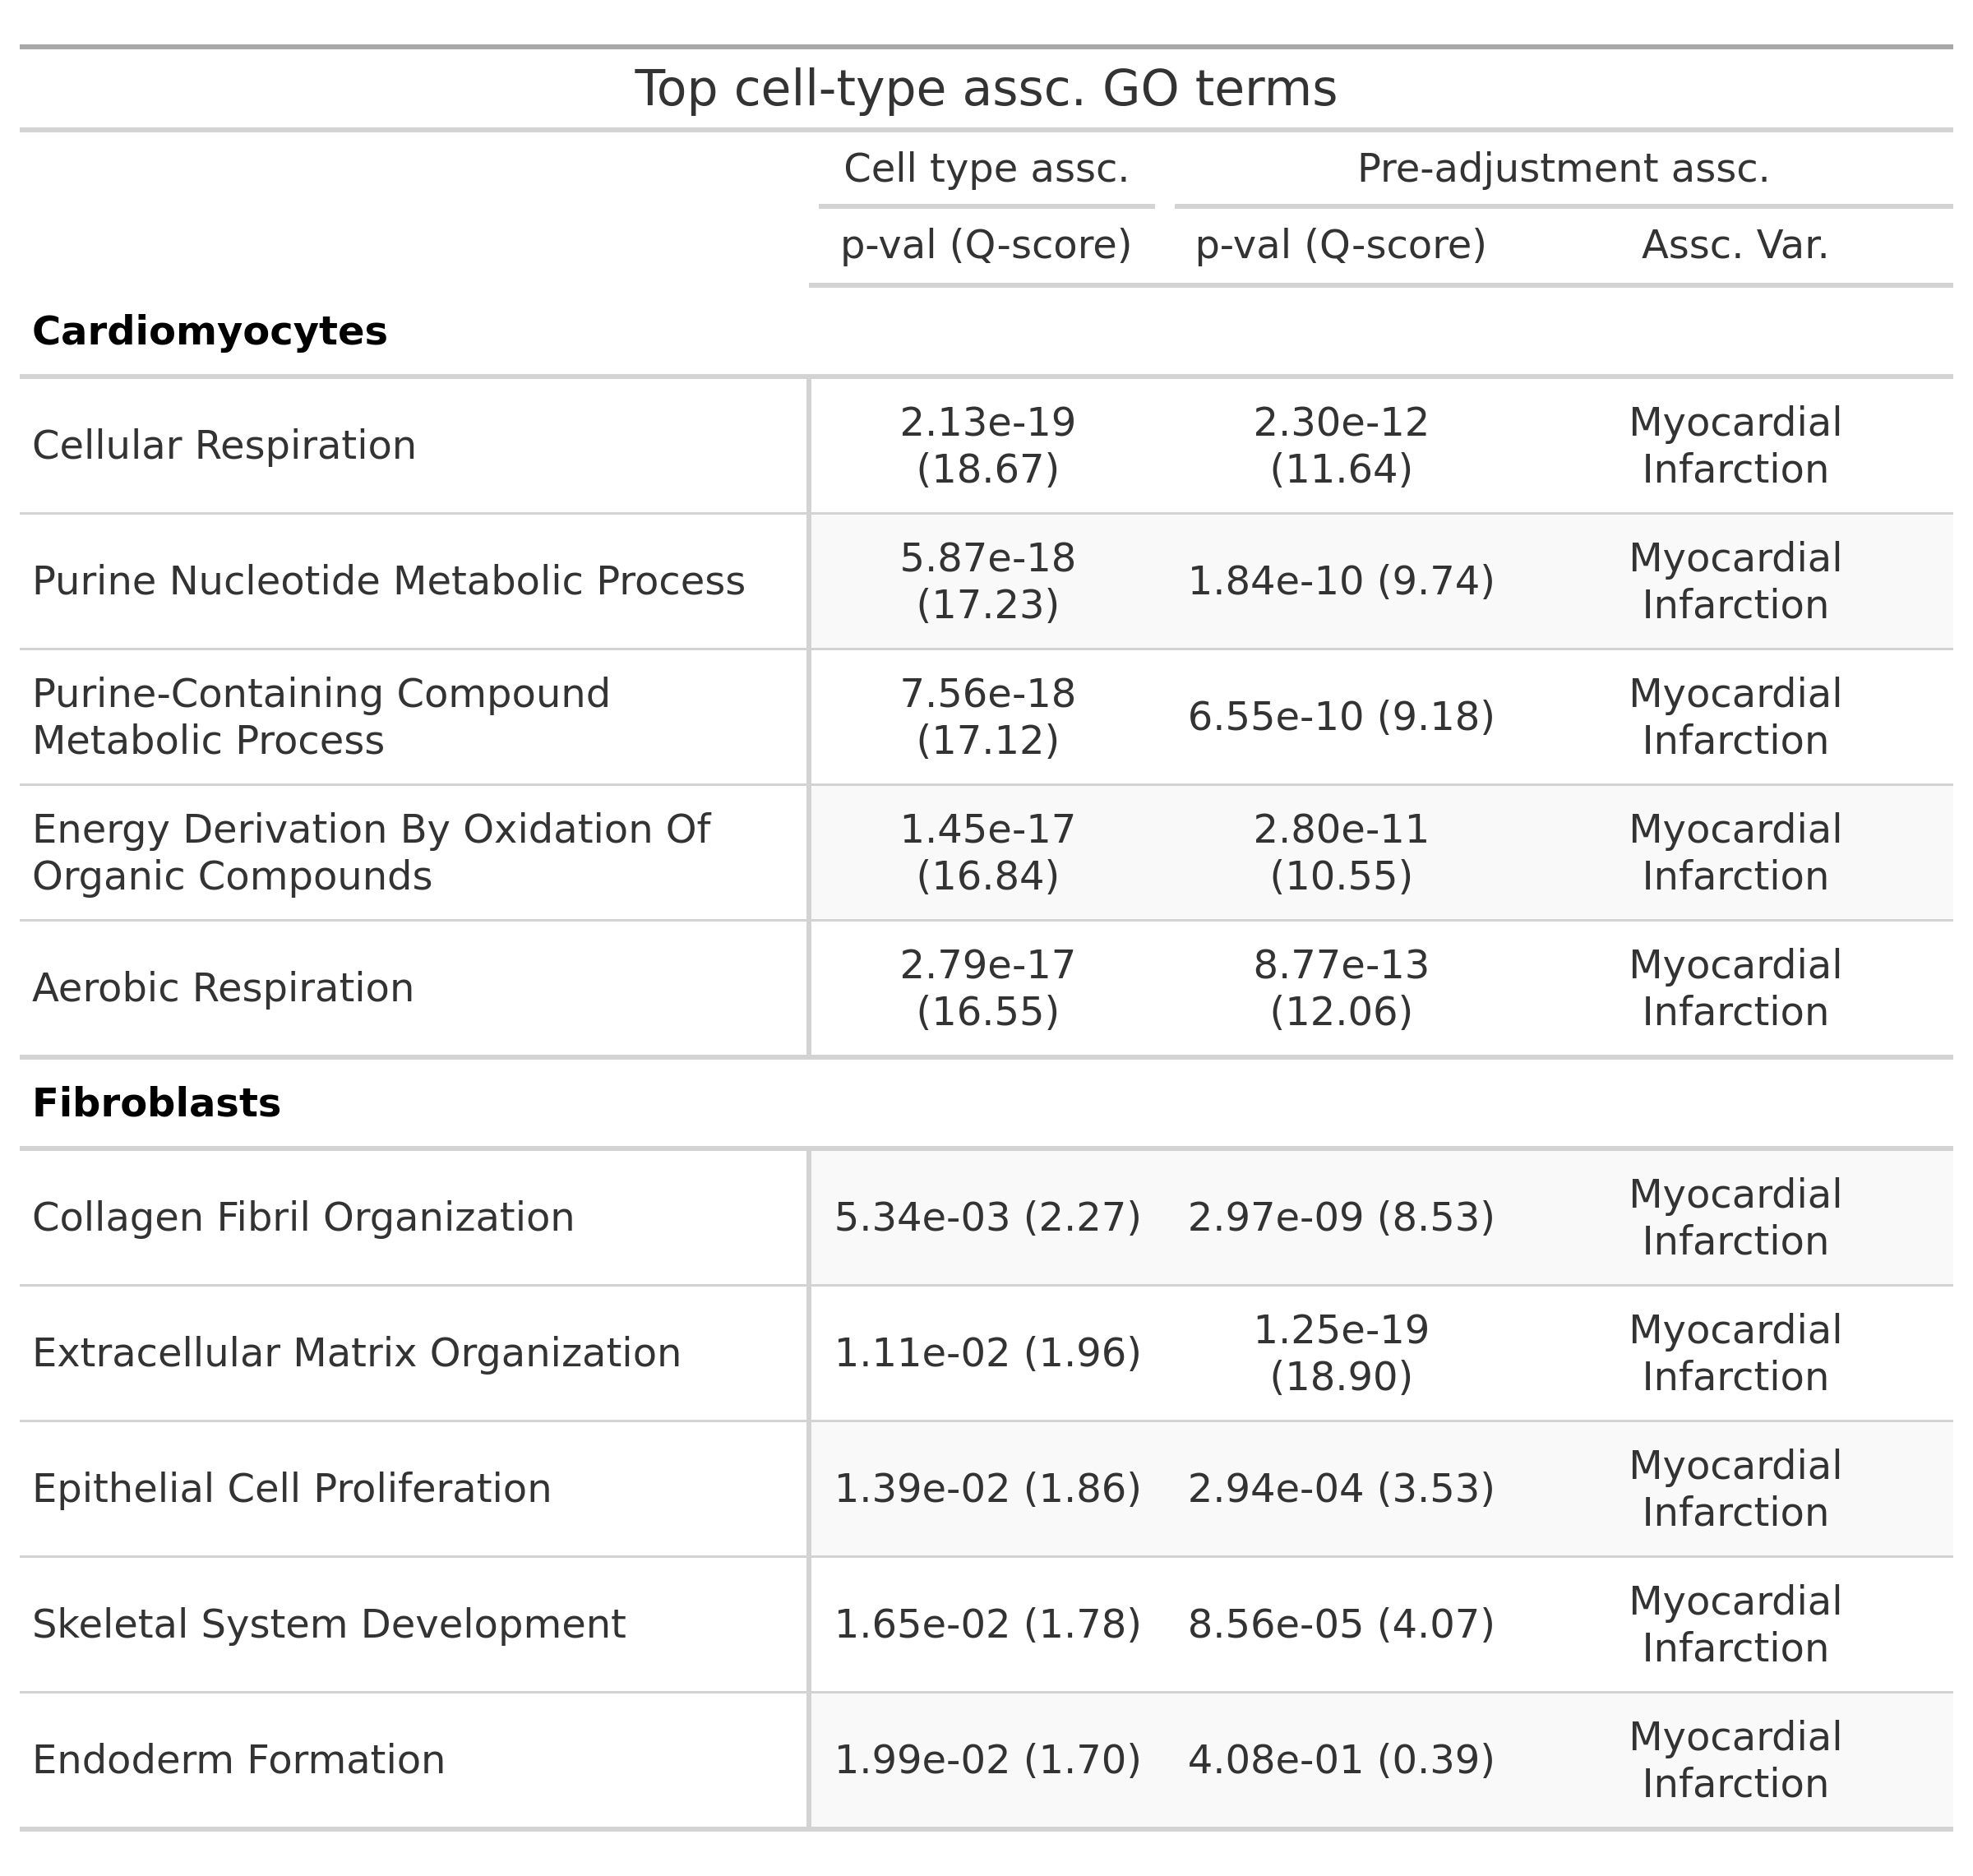 Top cell-type assc. GO terms
Cell type assc. Pre-adjustment assc.
p-val (Q-score) p-val (Q-score) Assc. Var.
Cardiomyocytes
Cellular Respiration
2.13e-19
(18.67)
2.30e-12
(11.64)
Myocardial
Infarction
Purine Nucleotide Metabolic Process
5.87e-18
(17.23)
1.84e-10 (9.74)
Myocardial
Infarction
Purine-Containing Compound
Metabolic Process
7.56e-18
(17.12)
6.55e-10 (9.18)
Myocardial
Infarction
Energy Derivation By Oxidation Of
Organic Compounds
1.45e-17
(16.84)
2.80e-11
(10.55)
Myocardial
Infarction
Aerobic Respiration
2.79e-17
(16.55)
8.77e-13
(12.06)
Myocardial
Infarction
Fibroblasts
Collagen Fibril Organization
5.34e-03 (2.27)
2.97e-09 (8.53)
Myocardial
Infarction
Extracellular Matrix Organization
1.11e-02 (1.96)
1.25e-19
(18.90)
Myocardial
Infarction
Epithelial Cell Proliferation
1.39e-02 (1.86)
2.94e-04 (3.53)
Myocardial
Infarction
Skeletal System Development
1.65e-02 (1.78)
8.56e-05 (4.07)
Myocardial
Infarction
Endoderm Formation
1.99e-02 (1.70)
4.08e-01 (0.39)
Myocardial
Infarction